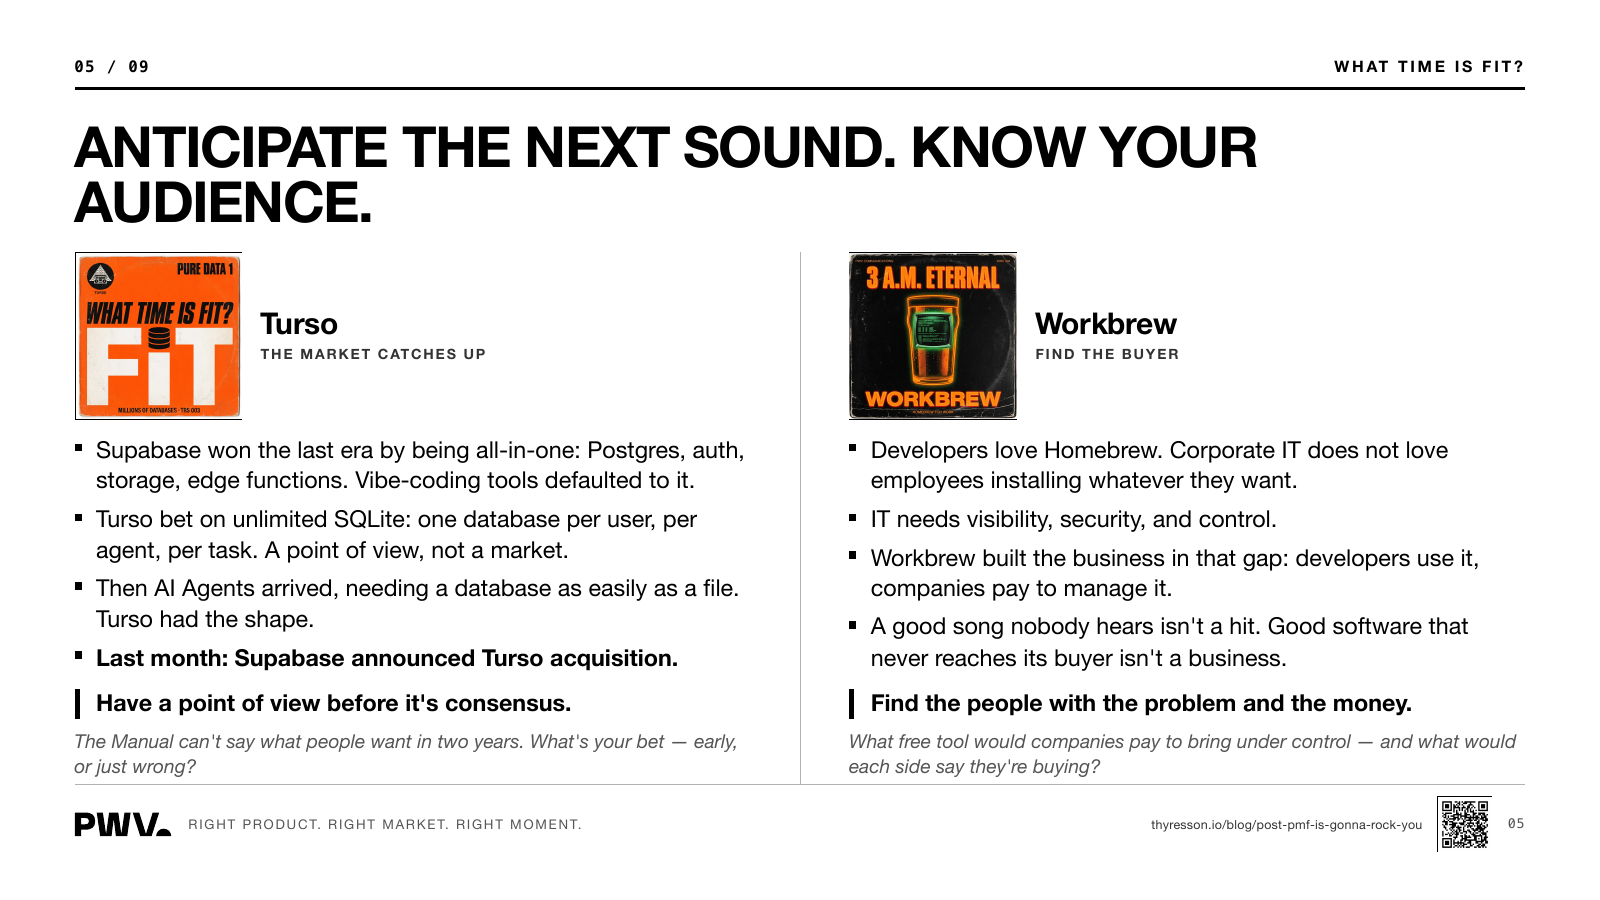 05 / 09
WHAT TIME IS FIT?
ANTICIPATE THE NEXT SOUND. KNOW YOUR
AUDIENCE.
PURE DATA 1
WHAT TIME IS FIT?
FiT
MILLIONS OF DATABASES · TRS 003
Turso
THE MARKET CATCHES UP
Supabase won the last era by being all-in-one: Postgres, auth,
storage, edge functions. Vibe-coding tools defaulted to it.
Turso bet on unlimited SQLite: one database per user, per
agent, per task. A point of view, not a market.
Then AI Agents arrived, needing a database as easily as a file.
Turso had the shape.
Last month: Supabase announced Turso acquisition.
Have a point of view before it's consensus.
The Manual can't say what people want in two years. What's your bet — early,
or just wrong?
3 A.M. ETERNAL
WORKBREW
Workbrew
FIND THE BUYER
Developers love Homebrew. Corporate IT does not love
employees installing whatever they want.
IT needs visibility, security, and control.
Workbrew built the business in that gap: developers use it,
companies pay to manage it.
A good song nobody hears isn't a hit. Good software that
never reaches its buyer isn't a business.
Find the people with the problem and the money.
What free tool would companies pay to bring under control — and what would
each side say they're buying?
PWV.
RIGHT PRODUCT. RIGHT MARKET. RIGHT MOMENT.
thyresson.io/blog/post-pmf-is-gonna-rock-you
05